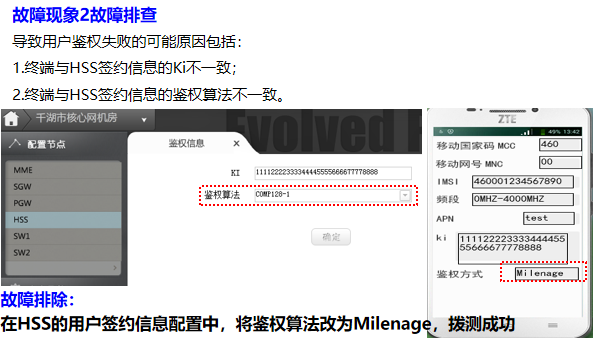 故障现象2故障排查
导致用户鉴权失败的可能原因包括：
1.终端与HSS签约信息的Ki不一致；
2.终端与HSS签约信息的鉴权算法不一致。
千湖市核心网机房
Evolved
配置节点
MME
SGW
PGW
HSS
SW1
SW2
鉴权信息 ×
KI 11112222333344445555666677778888
鉴权算法 COMP128-1
确定
ZTE
49% 13:42
移动国家码 MCC 460
移动网号 MNC 00
IMSI 460001234567890
频段 0MHZ-4000MHZ
APN test
ki 1111222233334444555
5666677778888
鉴权方式 Milenage
故障排除：
在HSS的用户签约信息配置中，将鉴权算法改为Milenage，拨测成功